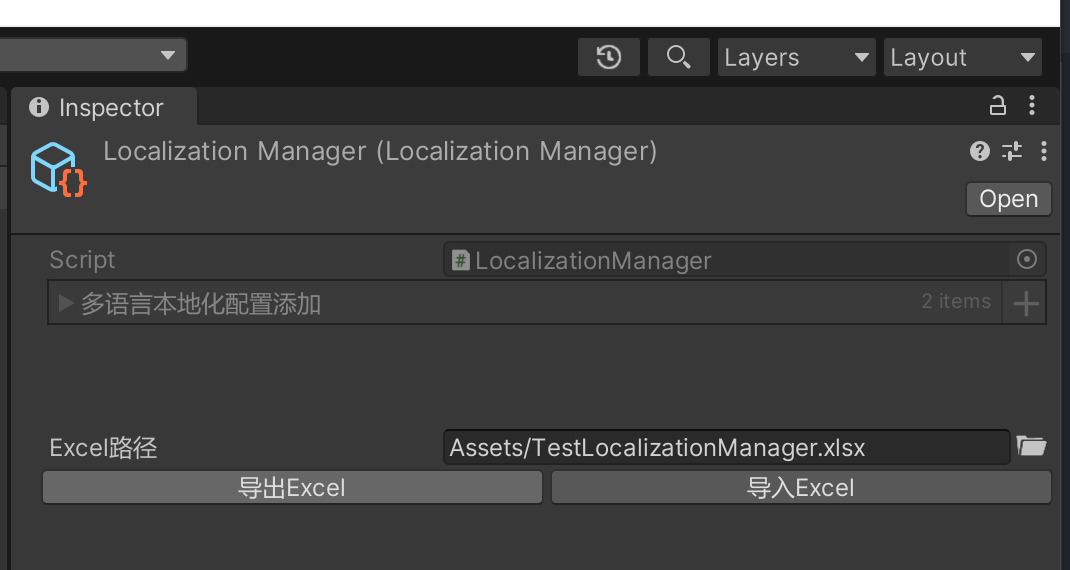 Layers
Layout
Inspector
Localization Manager (Localization Manager)
Open
Script
# LocalizationManager
多语言本地化配置添加
2 items
Excel路径
Assets/TestLocalizationManager.xlsx
导出Excel
导入Excel